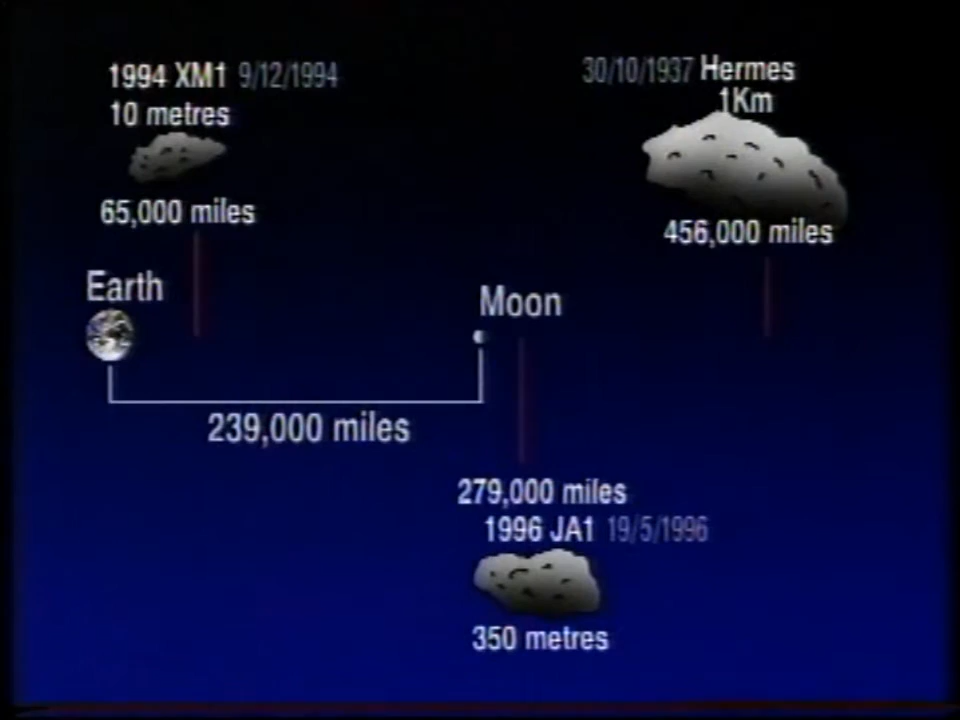 1994 XM1 9/12/1994
10 metres
65,000 miles
30/10/1937 Hermes
1Km
456,000 miles
Earth
Moon
239,000 miles
279,000 miles
1996 JA1 19/5/1996
350 metres